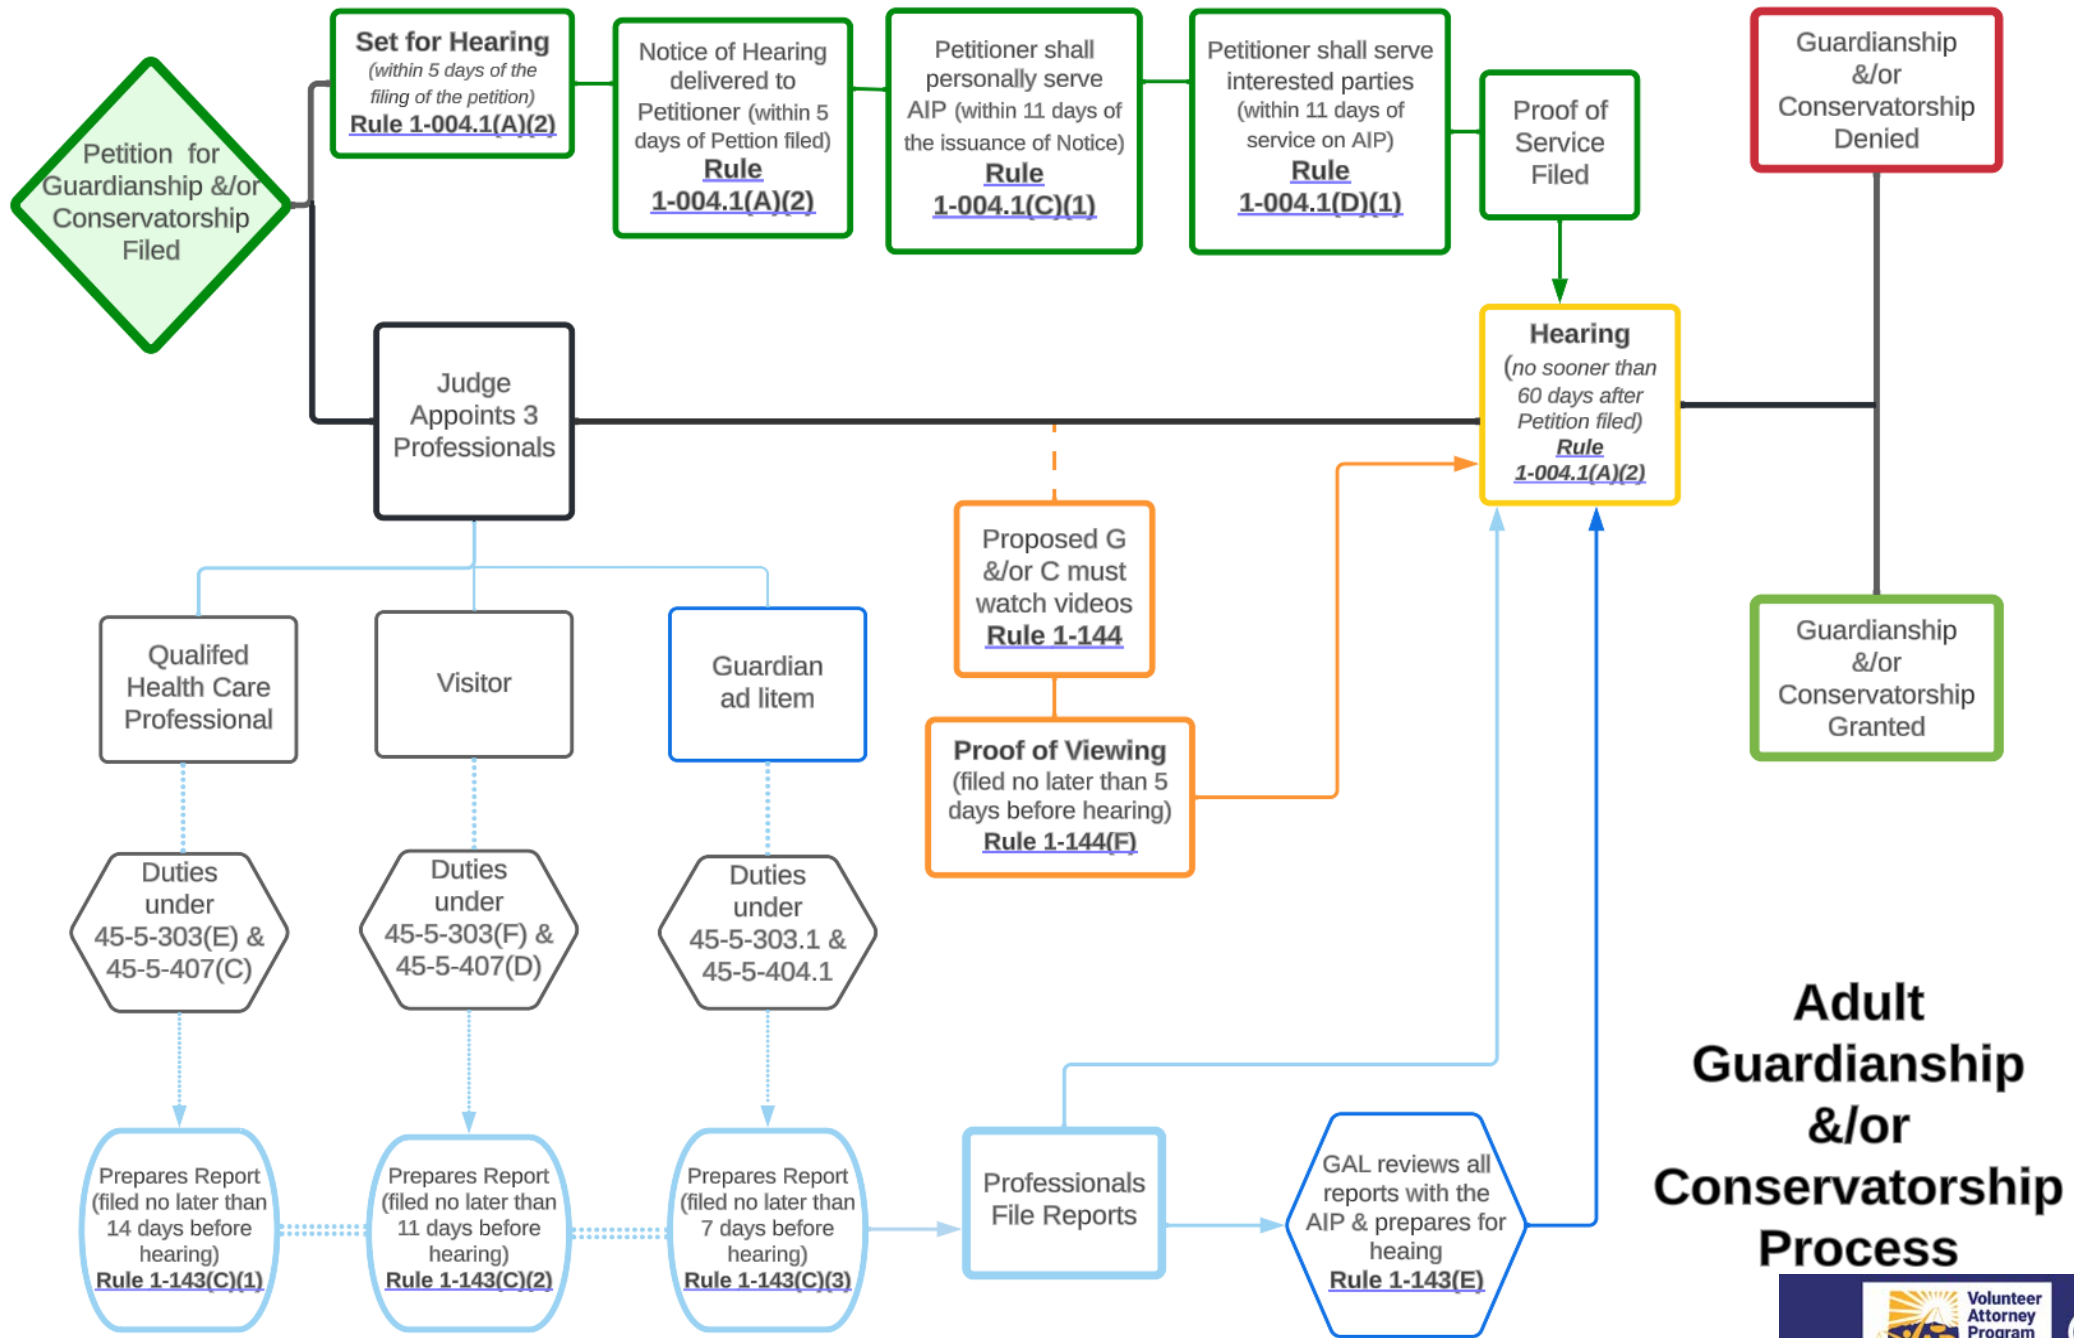 Petition  for
Guardianship &/or
Conservatorship
Filed
Set for Hearing
(within 5 days of the
filing of the petition)
Rule 1-004.1(A)(2)
Notice of Hearing
delivered to
Petitioner (within 5
days of Pettion filed)
Rule
1-004.1(A)(2)
Petitioner shall
personally serve
AIP (within 11 days of
the issuance of Notice)
Rule
1-004.1(C)(1)
Petitioner shall serve
interested parties
(within 11 days of
service on AIP)
Rule
1-004.1(D)(1)
Proof of
Service
Filed
Guardianship
&/or
Conservatorship
Denied
Judge
Appoints 3
Professionals
Hearing
(no sooner than
60 days after
Petition filed)
Rule
1-004.1(A)(2)
Proposed G
&/or C must
watch videos
Rule 1-144
Proof of Viewing
(filed no later than 5
days before hearing)
Rule 1-144(F)
Guardianship
&/or
Conservatorship
Granted
Qualifed
Health Care
Professional
Visitor
Guardian
ad litem
Duties
under
45-5-303(E) &
45-5-407(C)
Duties
under
45-5-303(F) &
45-5-407(D)
Duties
under
45-5-303.1 &
45-5-404.1
Prepares Report
(filed no later than
14 days before
hearing)
Rule 1-143(C)(1)
Prepares Report
(filed no later than
11 days before
hearing)
Rule 1-143(C)(2)
Prepares Report
(filed no later than
7 days before
hearing)
Rule 1-143(C)(3)
Professionals
File Reports
GAL reviews all
reports with the
AIP & prepares for
heaing
Rule 1-143(E)
Adult
Guardianship
&/or
Conservatorship
Process
Volunteer
Attorney
Program